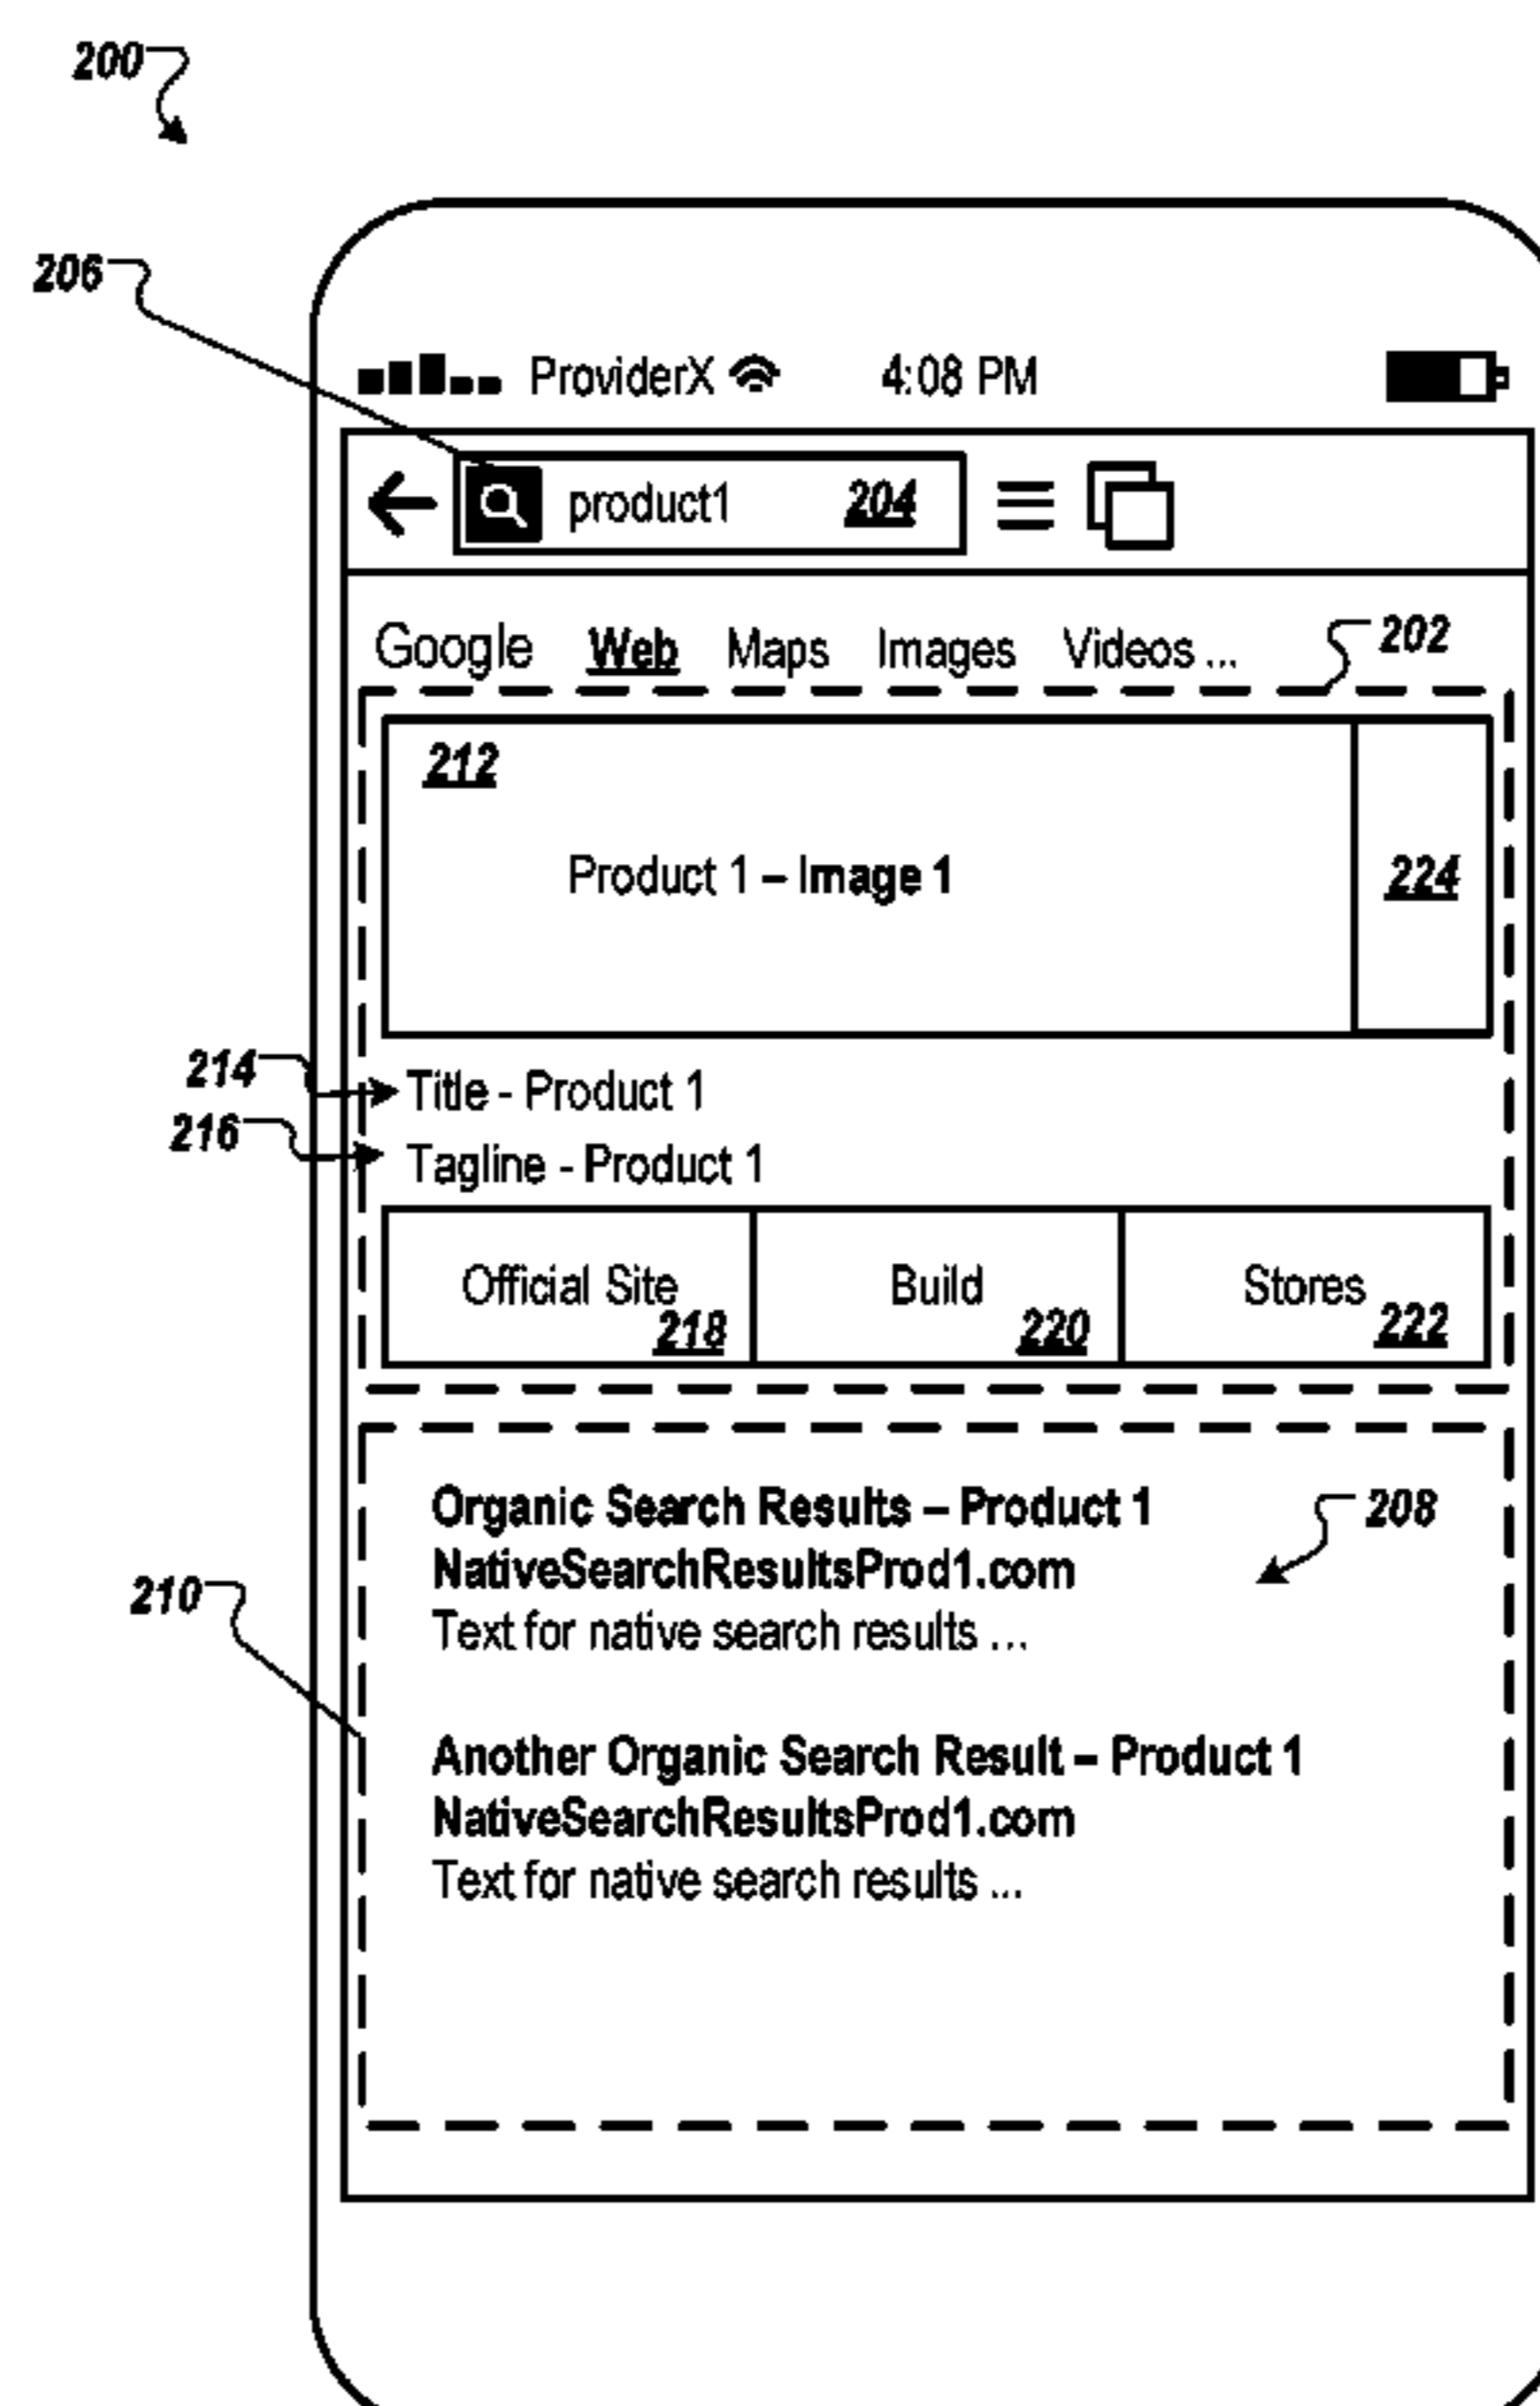 200
206
ProviderX 4:08 PM
product1 204
Google Web Maps Images Videos ...
202
212
Product 1 – Image 1
224
214
Title - Product 1
216
Tagline - Product 1
Official Site 218 Build 220 Stores 222
Organic Search Results – Product 1
208
NativeSearchResultsProd1.com
210
Text for native search results ...
Another Organic Search Result – Product 1
NativeSearchResultsProd1.com
Text for native search results ...